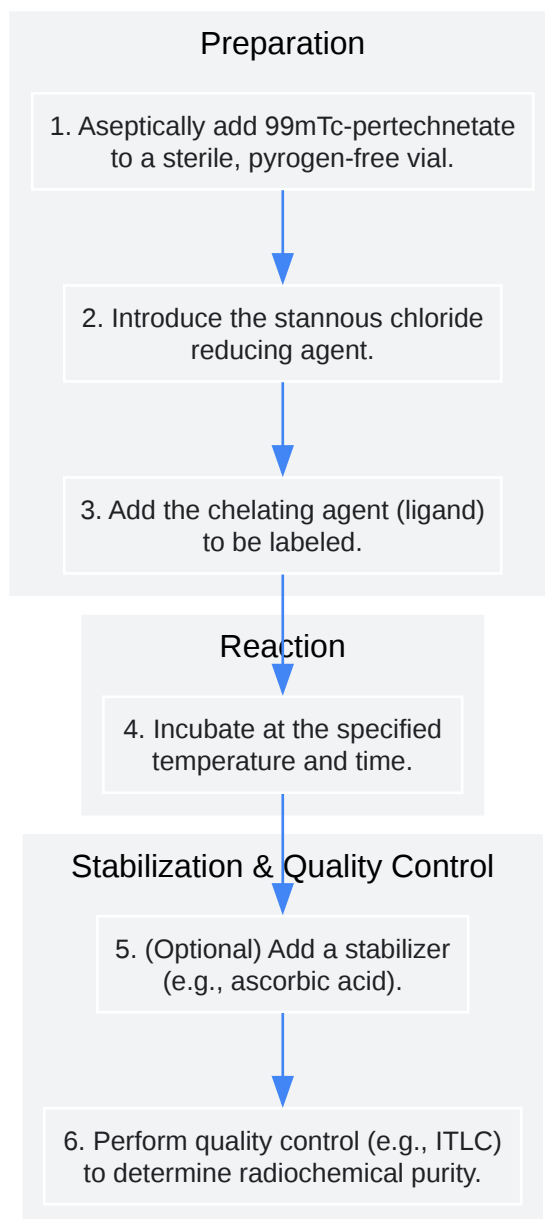 Preparation
1. Aseptically add 99mTc-pertechnetate
to a sterile, pyrogen-free vial.
2. Introduce the stannous chloride
reducing agent.
3. Add the chelating agent (ligand)
to be labeled.
Reaction
4. Incubate at the specified
temperature and time.
Stabilization & Quality Control
5. (Optional) Add a stabilizer
(e.g., ascorbic acid).
6. Perform quality control (e.g., ITLC)
to determine radiochemical purity.